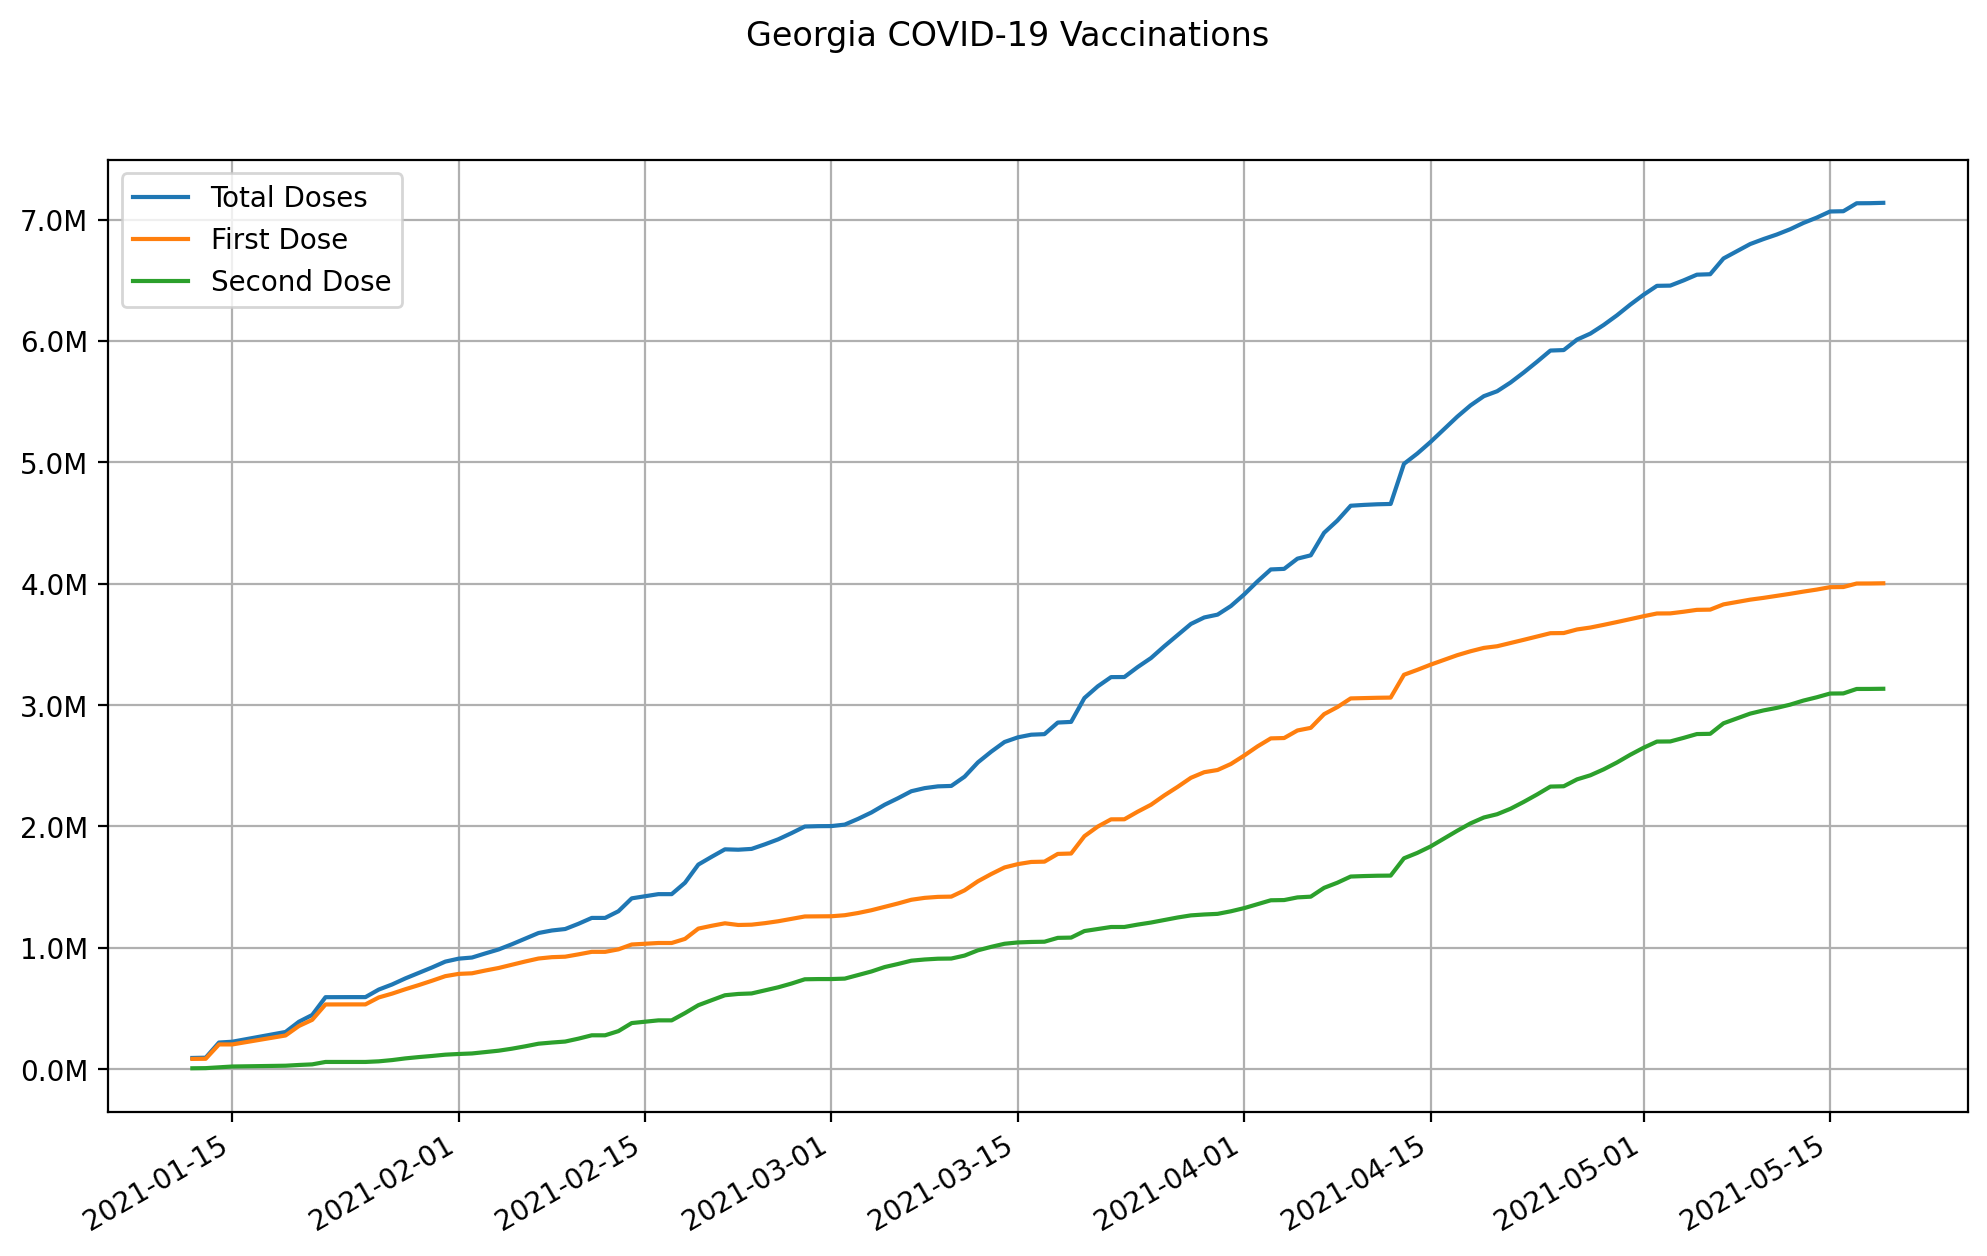 Georgia COVID-19 Vaccinations
Total Doses
First Dose
Second Dose
7.0M
6.0M
5.0M
4.0M
3.0M
2.0M
1.0M
0.0M
2021-01-15
2021-02-01
2021-02-15
2021-03-01
2021-03-15
2021-04-01
2021-04-15
2021-05-01
2021-05-15